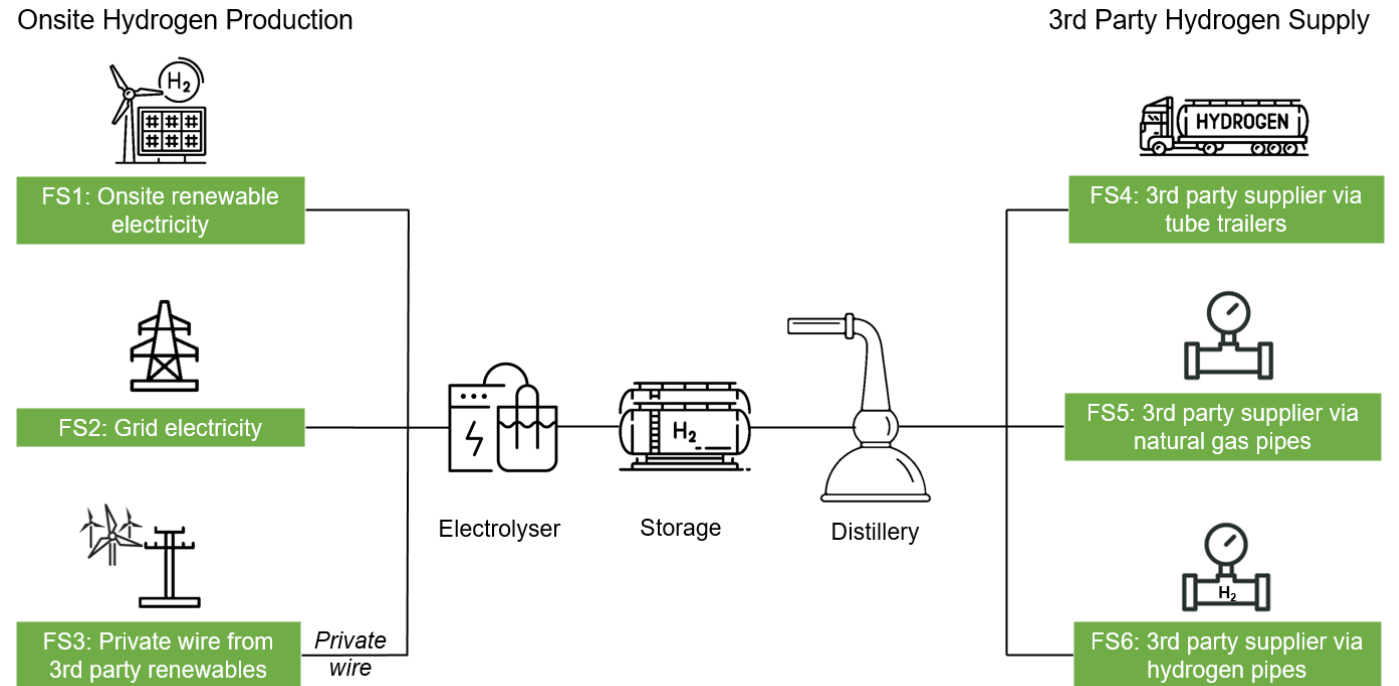 Onsite Hydrogen Production
3rd Party Hydrogen Supply
H2
HYDROGEN
FS1: Onsite renewable
electricity
FS4: 3rd party supplier via
tube trailers
FS2: Grid electricity
H2
FS5: 3rd party supplier via
natural gas pipes
Electrolyser
Storage
Distillery
H2
FS3: Private wire from
3rd party renewables
Private
wire
FS6: 3rd party supplier via
hydrogen pipes